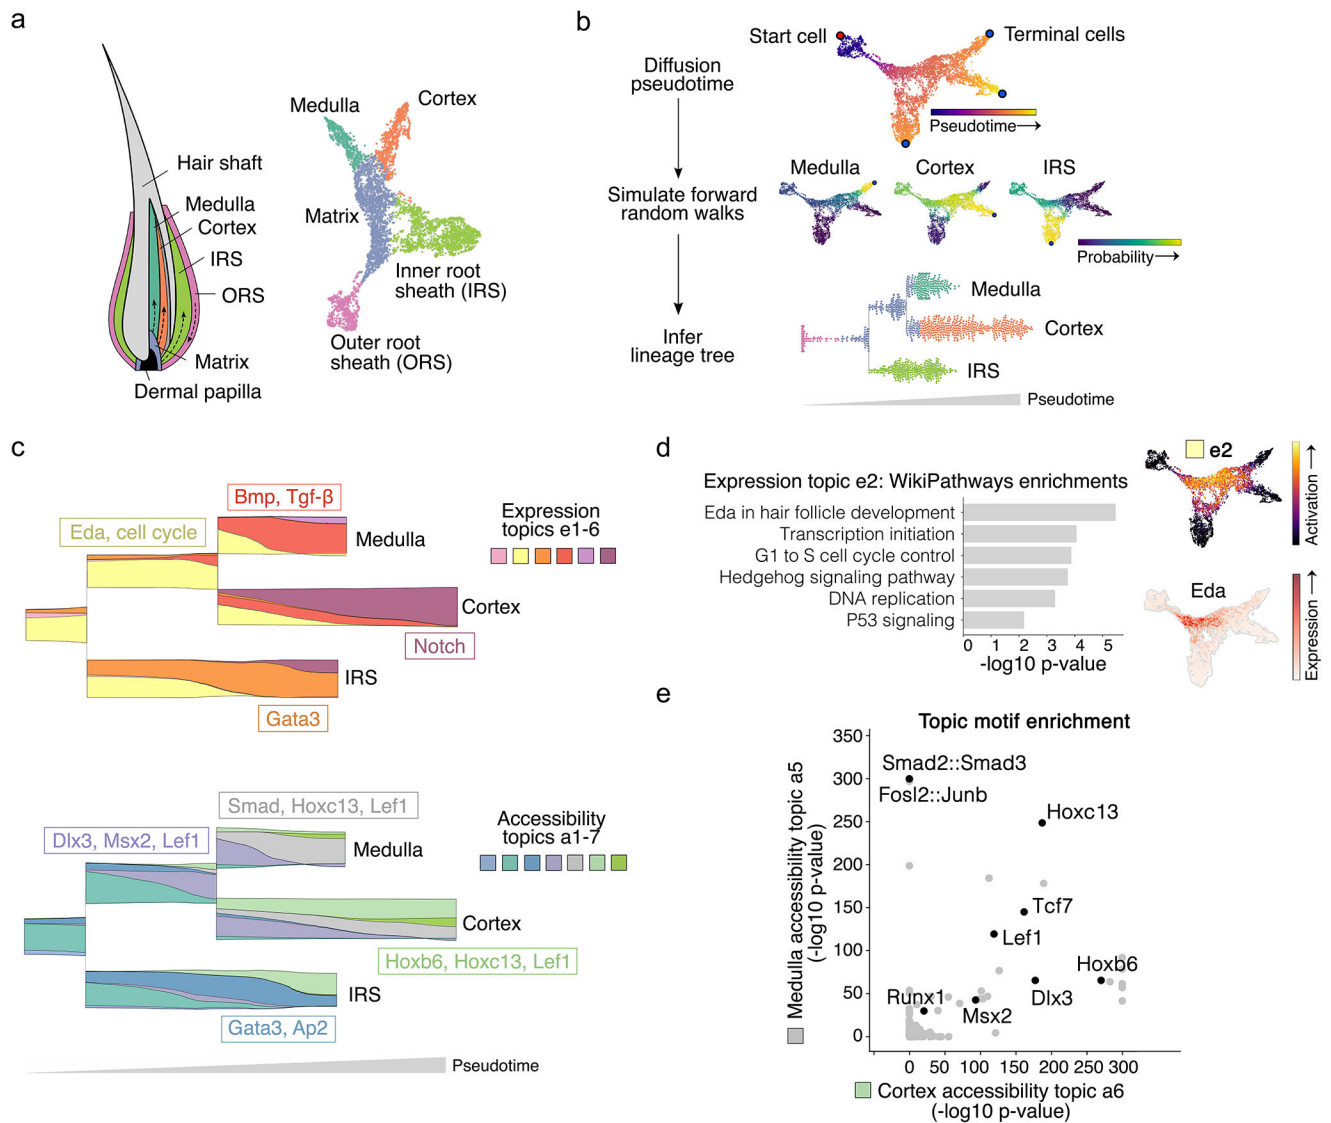 a
Hair shaft
Medulla
Cortex
IRS
ORS
Matrix
Dermal papilla
Medulla
Cortex
Matrix
Inner root
sheath (IRS)
Outer root
sheath (ORS)
b
Diffusion
pseudotime
Simulate forward
random walks
Infer
lineage tree
Start cell
Terminal cells
Pseudotime
Medulla
Cortex
IRS
Probability
Medulla
Cortex
IRS
Pseudotime
c
Bmp, Tgf-β
Eda, cell cycle
Medulla
Cortex
Notch
IRS
Gata3
Expression
topics e1-6
Smad, Hoxc13, Lef1
Dlx3, Msx2, Lef1
Medulla
Cortex
Hoxb6, Hoxc13, Lef1
IRS
Gata3, Ap2
Accessibility
topics a1-7
Pseudotime
d
Expression topic e2: WikiPathways enrichments
Eda in hair follicle development
Transcription initiation
G1 to S cell cycle control
Hedgehog signaling pathway
DNA replication
P53 signaling
0 1 2 3 4 5
-log10 p-value
e2
Activation
Eda
Expression
e
Topic motif enrichment
Medulla accessibility topic a5
(-log10 p-value)
350
300
250
200
150
100
50
0
Smad2::Smad3
Fosl2::Junb
Hoxc13
Tcf7
Lef1
Hoxb6
Runx1
Dlx3
Msx2
0 50 100 150 200 250 300
Cortex accessibility topic a6
(-log10 p-value)